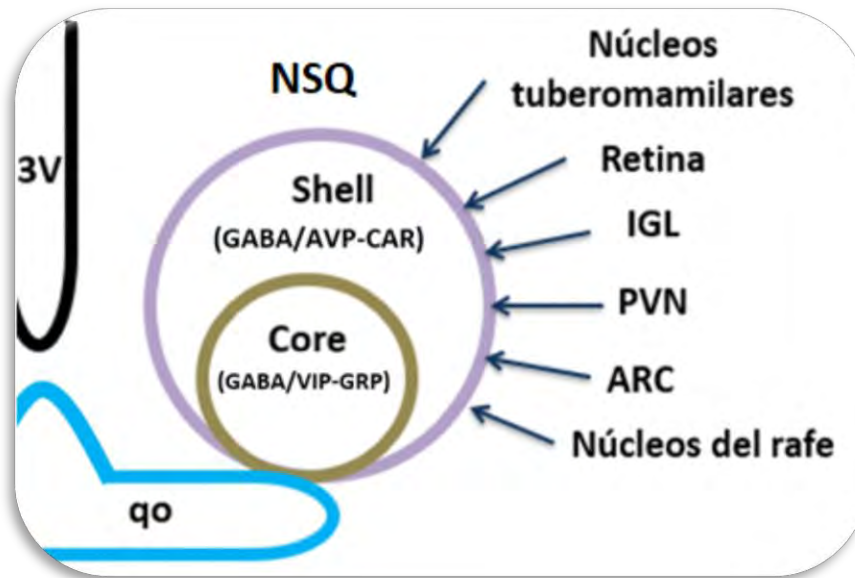 NSQ
Núcleos
tuberomamilares
3V
Retina
Shell
(GABA/AVP-CAR)
IGL
PVN
Core
(GABA/VIP-GRP)
ARC
Núcleos del rafe
qo